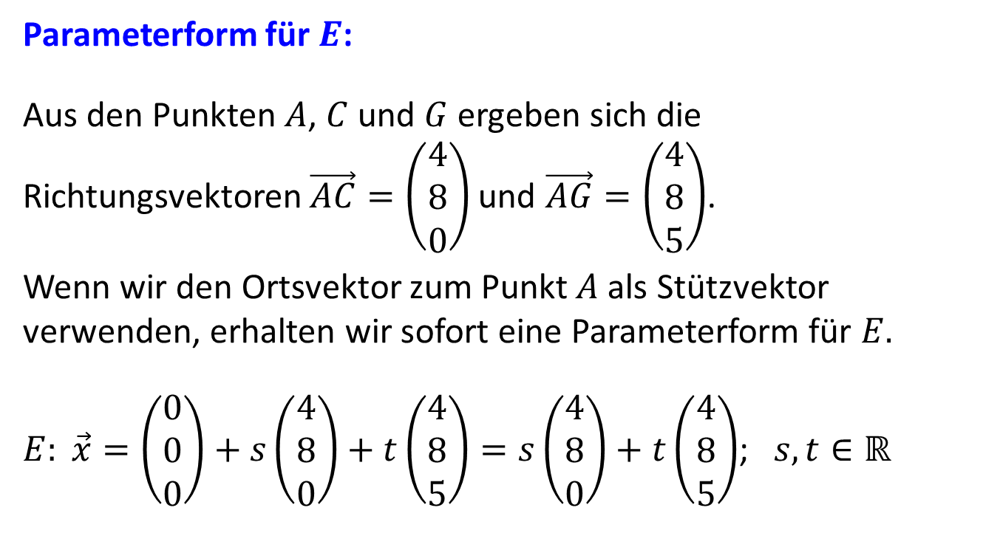 Parameterform für E:
Aus den Punkten A, C und G ergeben sich die
Richtungsvektoren $\overrightarrow{AC} = \begin{pmatrix} 4 \\ 8 \\ 0 \end{pmatrix}$ und $\overrightarrow{AG} = \begin{pmatrix} 4 \\ 8 \\ 5 \end{pmatrix}$.
Wenn wir den Ortsvektor zum Punkt A als Stützvektor
verwenden, erhalten wir sofort eine Parameterform für E.
$E: \vec{x} = \begin{pmatrix} 0 \\ 0 \\ 0 \end{pmatrix} + s \begin{pmatrix} 4 \\ 8 \\ 0 \end{pmatrix} + t \begin{pmatrix} 4 \\ 8 \\ 5 \end{pmatrix} = s \begin{pmatrix} 4 \\ 8 \\ 0 \end{pmatrix} + t \begin{pmatrix} 4 \\ 8 \\ 5 \end{pmatrix}; \; s, t \in \mathbb{R}$